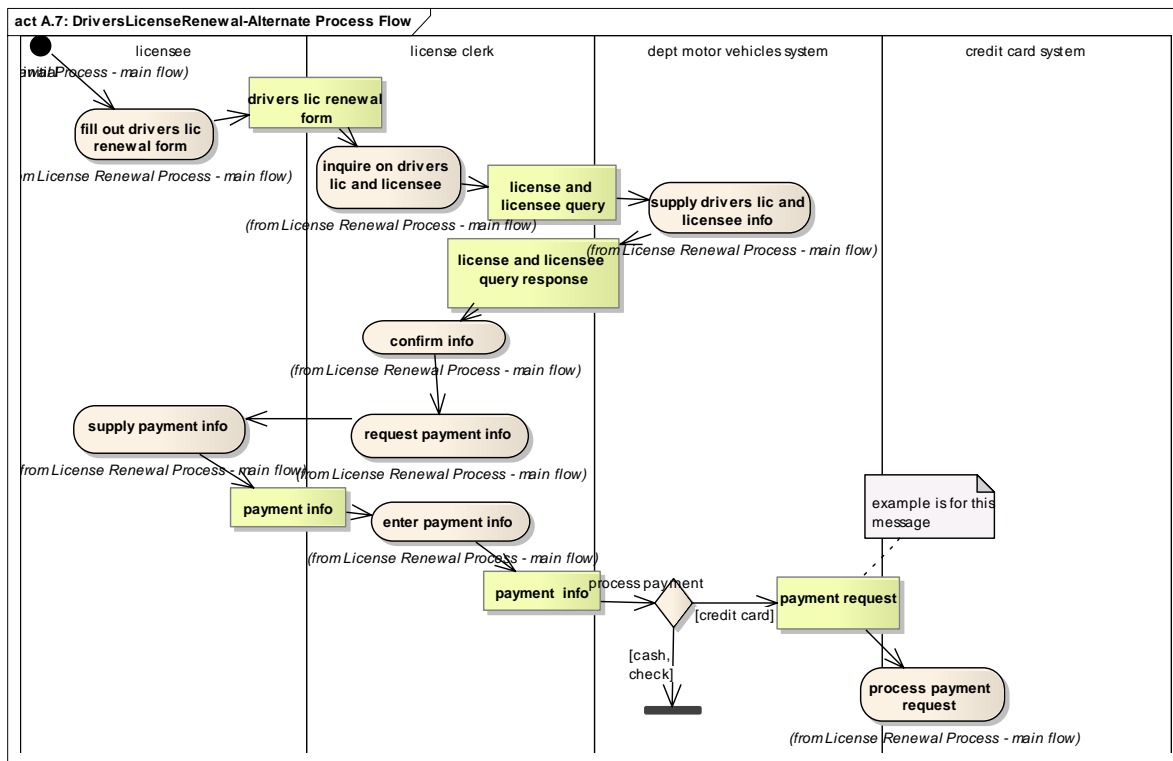 act A.7: DriversLicenseRenewal-Alternate Process Flow
licensee
license clerk
dept motor vehicles system
credit card system
Process - main flow)
fill out drivers lic
renewal form
License Renewal Process - main flow)
drivers lic renewal
form
inquire on drivers
lic and licensee
(from License Renewal Process - main flow)
license and
licensee query
supply drivers lic and
licensee info
(from License Renewal Process - main flow)
license and licensee
query response
confirm info
(from License Renewal Process - main flow)
request payment info
(from License Renewal Process - main flow)
supply payment info
from License Renewal Process - main flow)
payment info
enter payment info
(from License Renewal Process - main flow)
payment info
process payment
[credit card]
[cash,
check]
example is for this
message
payment request
process payment
request
(from License Renewal Process - main flow)